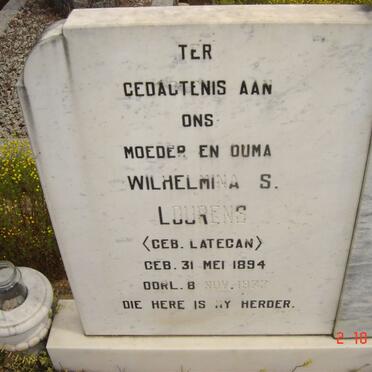 TER
GEDAGTENIS AAN
ONS
MOEDER EN OUMA
WILHELMINA S.
LOURENS
(GEB. LATEGAN)
GEB. 31 MEI 1894
OORL. 8 NOV. 1977
DIE HERE IS MY HERDER.
2 18